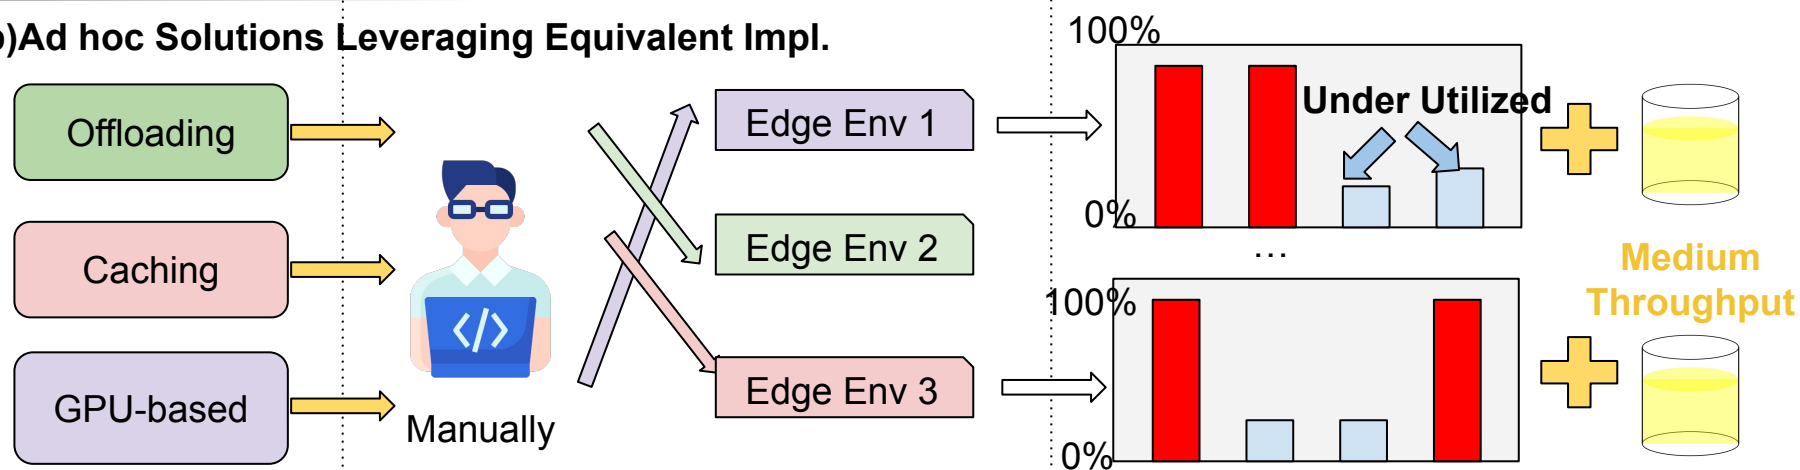 b)Ad hoc Solutions Leveraging Equivalent Impl.
Offloading
Caching
GPU-based
Manually
</>
Edge Env 1
Edge Env 2
Edge Env 3
100%
Under Utilized
0%
...
100%
0%
Medium
Throughput